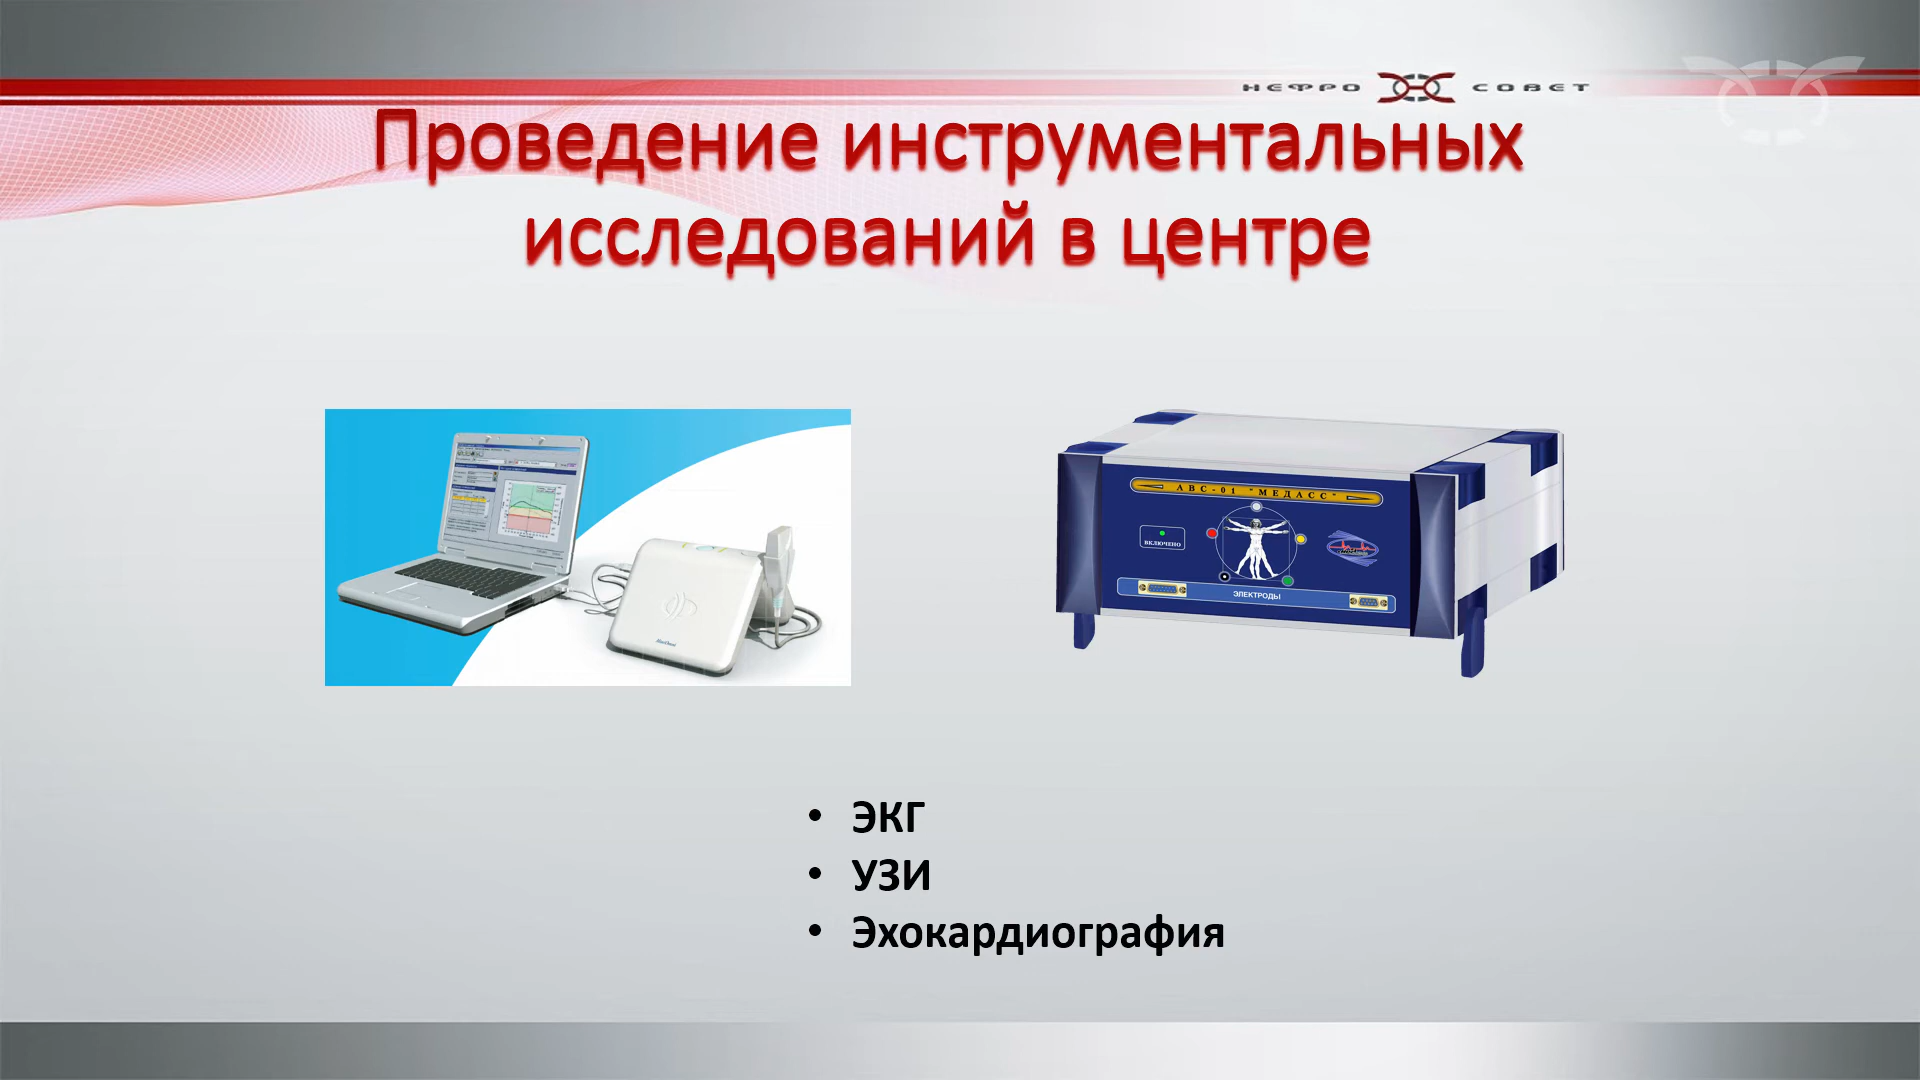 НЕФРО СОВЕТ
Проведение инструментальных
исследований в центре
АВС-01 "МЕДАСС"
ВКЛЮЧЕНО
ЭЛЕКТРОДЫ
• ЭКГ
• УЗИ
• Эхокардиография